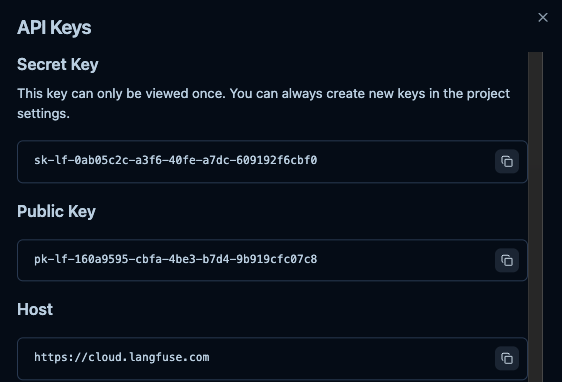 API Keys
Secret Key
This key can only be viewed once. You can always create new keys in the project
settings.
sk-lf-0ab05c2c-a3f6-40fe-a7dc-609192f6cbf0
Public Key
pk-lf-160a9595-cbfa-4be3-b7d4-9b919cfc07c8
Host
https://cloud.langfuse.com